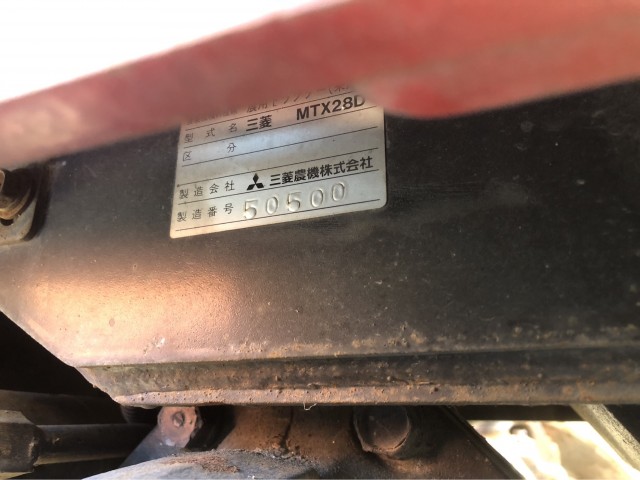 型式名 三菱 MTX28D
区分
製造会社 三菱農機株式会社
製造番号 50500